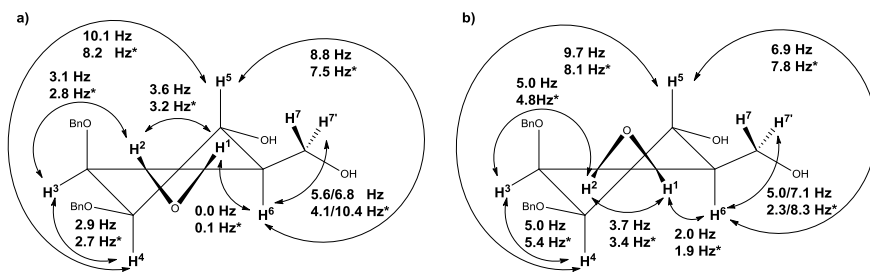 a)
10.1 Hz
8.2 Hz*
8.8 Hz
7.5 Hz*
H5
3.1 Hz
2.8 Hz*
3.6 Hz
3.2 Hz*
H7
H7'
BnO
H2
H1
OH
OH
H3
BnO
O
H6
5.6/6.8 Hz
4.1/10.4 Hz*
2.9 Hz
2.7 Hz*
0.0 Hz
0.1 Hz*
H4
b)
9.7 Hz
8.1 Hz*
6.9 Hz
7.8 Hz*
H5
5.0 Hz
4.8Hz*
H7
H7'
BnO
O
OH
OH
H3
H2
H1
BnO
H6
5.0/7.1 Hz
2.3/8.3 Hz*
5.0 Hz
5.4 Hz*
3.7 Hz
3.4 Hz*
2.0 Hz
1.9 Hz*
H4